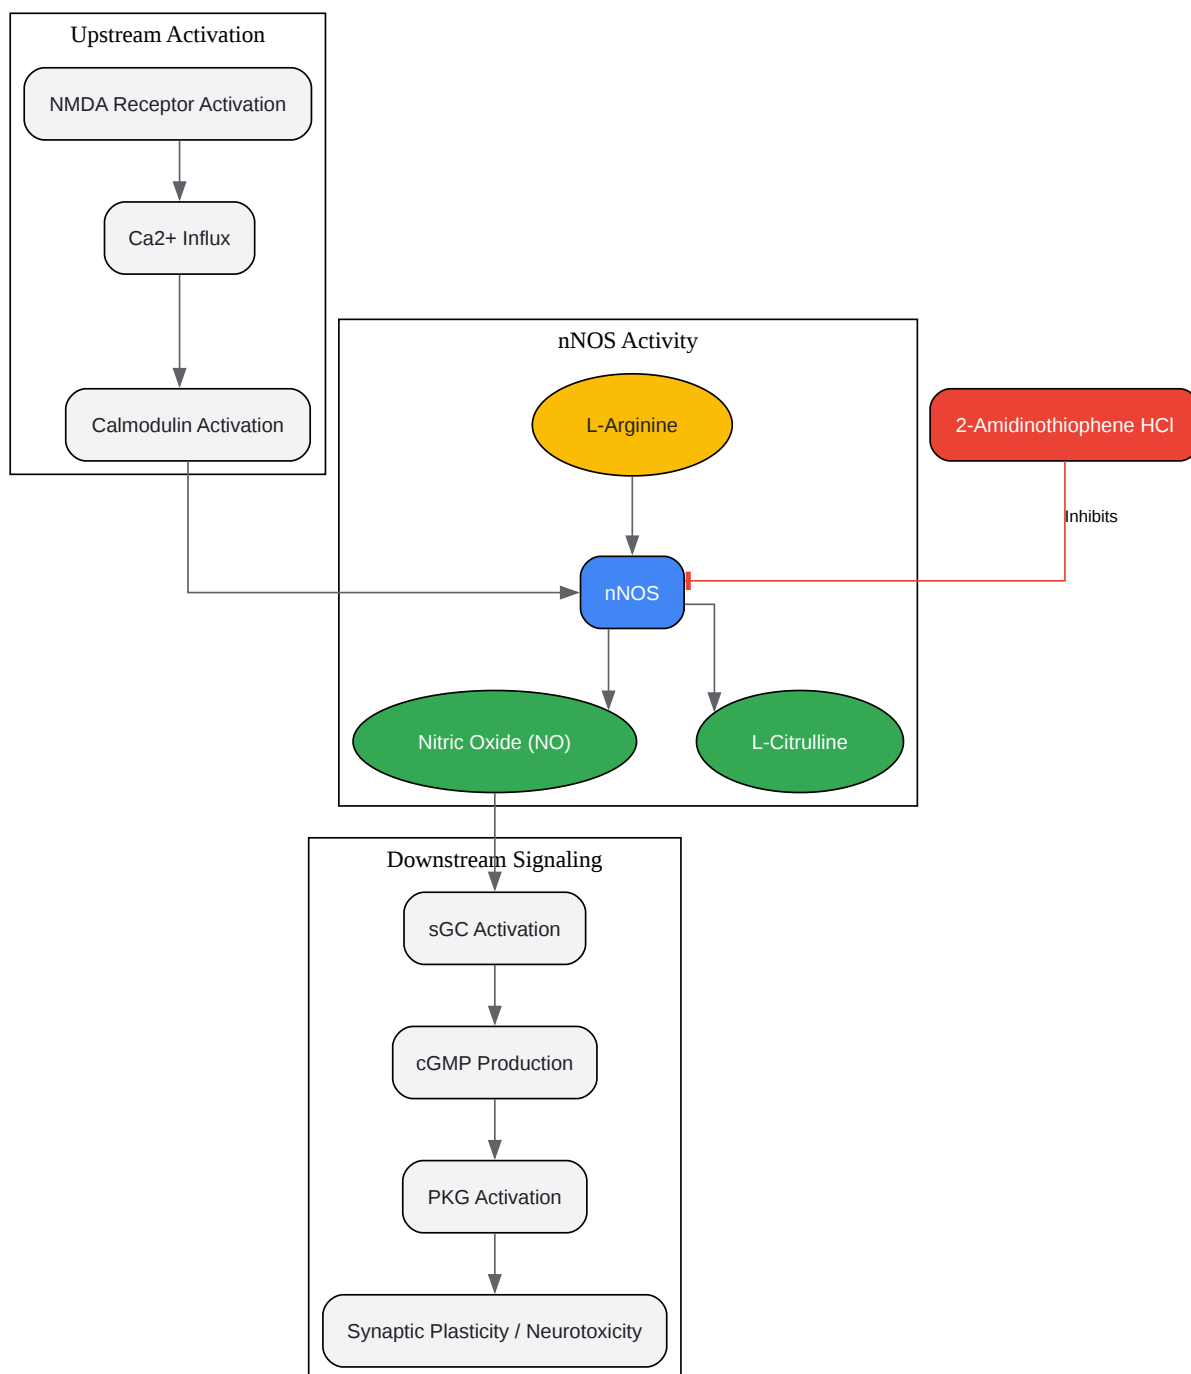 Upstream Activation
NMDA Receptor Activation
Ca2+ Influx
Calmodulin Activation
nNOS Activity
L-Arginine
2-Amidinothiophene HCl
Inhibits
nNOS
Nitric Oxide (NO)
L-Citrulline
Downstream Signaling
sGC Activation
cGMP Production
PKG Activation
Synaptic Plasticity / Neurotoxicity